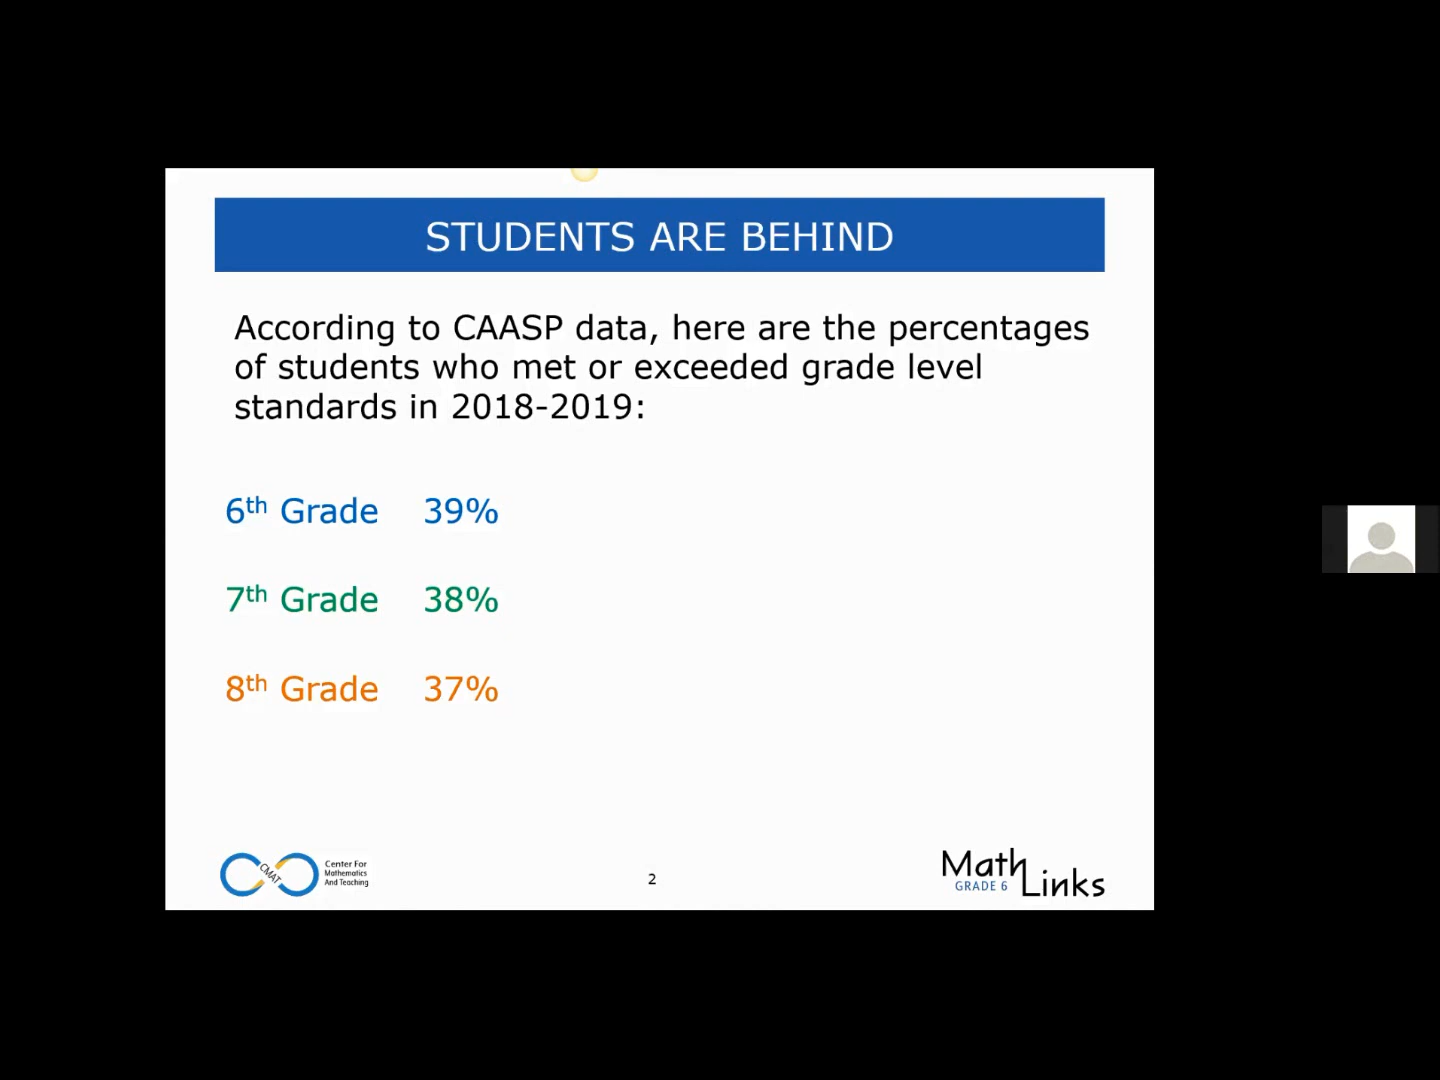 STUDENTS ARE BEHIND
According to CAASP data, here are the percentages
of students who met or exceeded grade level
standards in 2018-2019:
6th Grade 39%
7th Grade 38%
8th Grade 37%
CMAT
Center For
Mathematics
And Teaching
2
Math
GRADE 6
Links